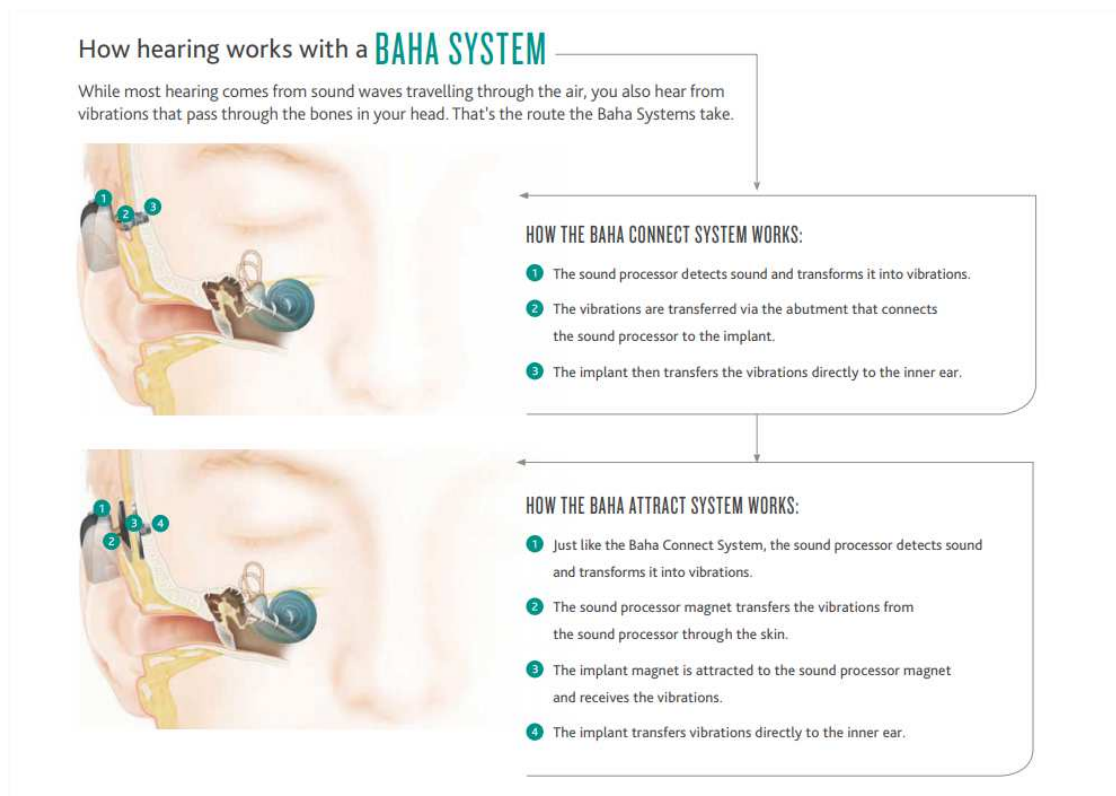 How hearing works with a BAHA SYSTEM
While most hearing comes from sound waves travelling through the air, you also hear from
vibrations that pass through the bones in your head. That's the route the Baha Systems take.
1
2
3
HOW THE BAHA CONNECT SYSTEM WORKS:
1 The sound processor detects sound and transforms it into vibrations.
2 The vibrations are transferred via the abutment that connects
the sound processor to the implant.
3 The implant then transfers the vibrations directly to the inner ear.
1
2
3
4
HOW THE BAHA ATTRACT SYSTEM WORKS:
1 Just like the Baha Connect System, the sound processor detects sound
and transforms it into vibrations.
2 The sound processor magnet transfers the vibrations from
the sound processor through the skin.
3 The implant magnet is attracted to the sound processor magnet
and receives the vibrations.
4 The implant transfers vibrations directly to the inner ear.